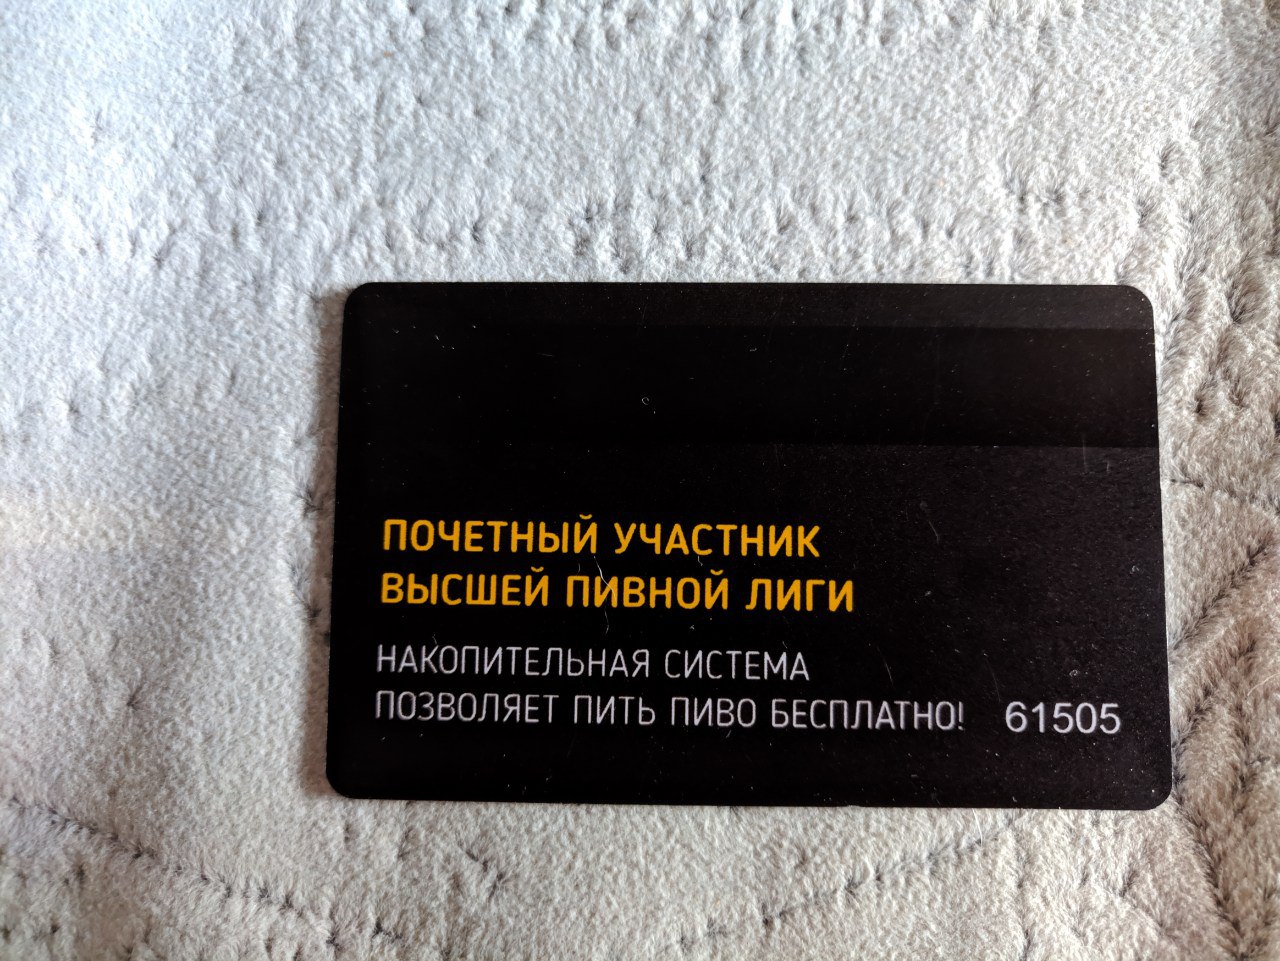 ПОЧЕТНЫЙ УЧАСТНИК
ВЫСШЕЙ ПИВНОЙ ЛИГИ
НАКОПИТЕЛЬНАЯ СИСТЕМА
ПОЗВОЛЯЕТ ПИТЬ ПИВО БЕСПЛАТНО! 61505